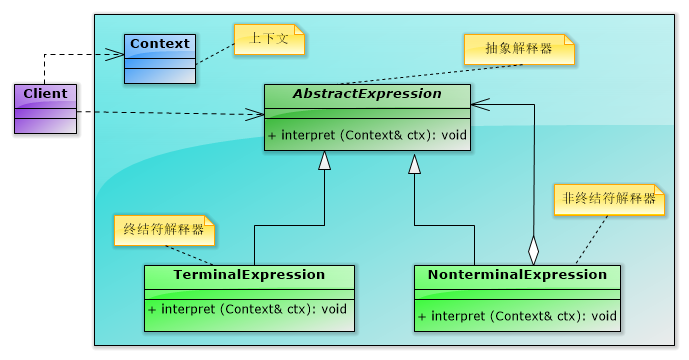 上下文
Context
抽象解释器
Client
AbstractExpression
+ interpret (Context& ctx): void
非终结符解释器
终结符解释器
TerminalExpression
NonterminalExpression
+ interpret (Context& ctx): void
+ interpret (Context& ctx): void